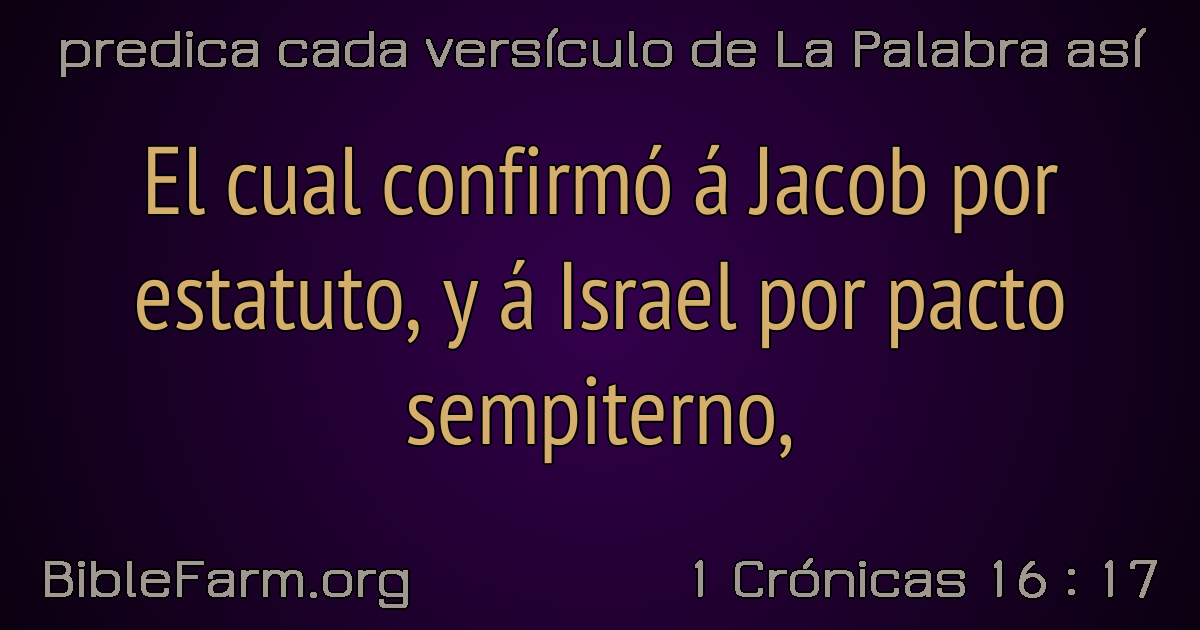 predica cada versículo de La Palabra así
El cual confirmó á Jacob por
estatuto, y á Israel por pacto
sempiterno,
BibleFarm.org
1 Crónicas 16 : 17